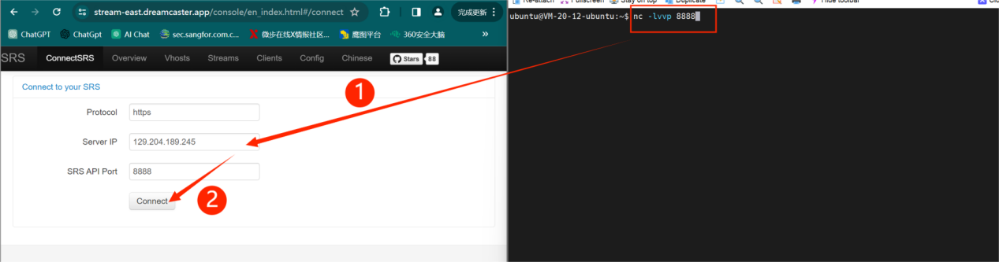 stream-east.dreamcaster.app/console/en_index.html#/connect
完成更新
ChatGPT
ChatGpt
AI Chat
sec.sangfor.com.c...
微步在线X情报社区...
鹰图平台
360安全大脑
»
SRS
ConnectSRS
Overview
Vhosts
Streams
Clients
Config
Chinese
Stars
88
Connect to your SRS
Protocol
https
Server IP
129.204.189.245
SRS API Port
8888
Connect
1
2
Re-attach
Fullscreen
Stay on top
Duplicate
Hide toolbar
ubuntu@VM-20-12-ubuntu:~$ nc -lvvp 8888